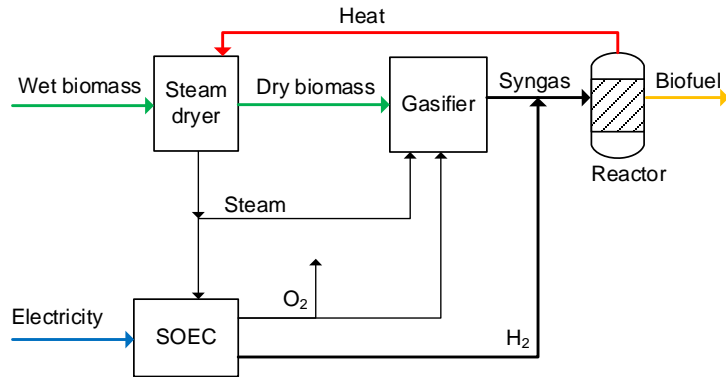 Heat
Wet biomass
Steam
dryer
Dry biomass
Gasifier
Syngas
Biofuel
Reactor
Steam
O₂
Electricity
SOEC
H₂